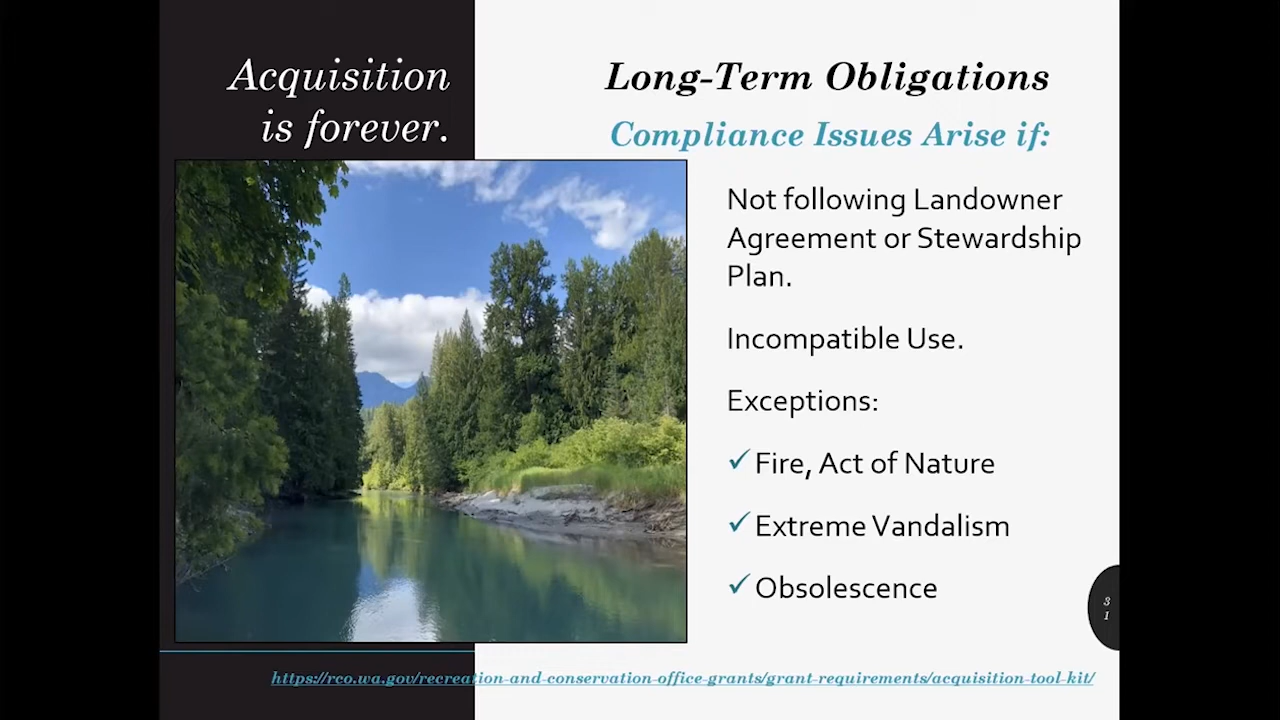 Acquisition
is forever.
Long-Term Obligations
Compliance Issues Arise if:
Not following Landowner
Agreement or Stewardship
Plan.
Incompatible Use.
Exceptions:
✓ Fire, Act of Nature
✓ Extreme Vandalism
✓ Obsolescence
3
1
https://rco.wa.gov/recreation-and-conservation-office-grants/grant-requirements/acquisition-tool-kit/